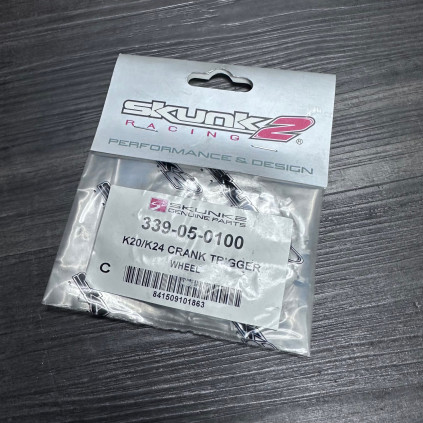 SKUNK2
RACING
®
PERFORMANCE & DESIGN
SKUNK2
GENUINE PARTS
339-05-0100
K20/K24 CRANK TRIGGER
WHEEL
C
841509101863